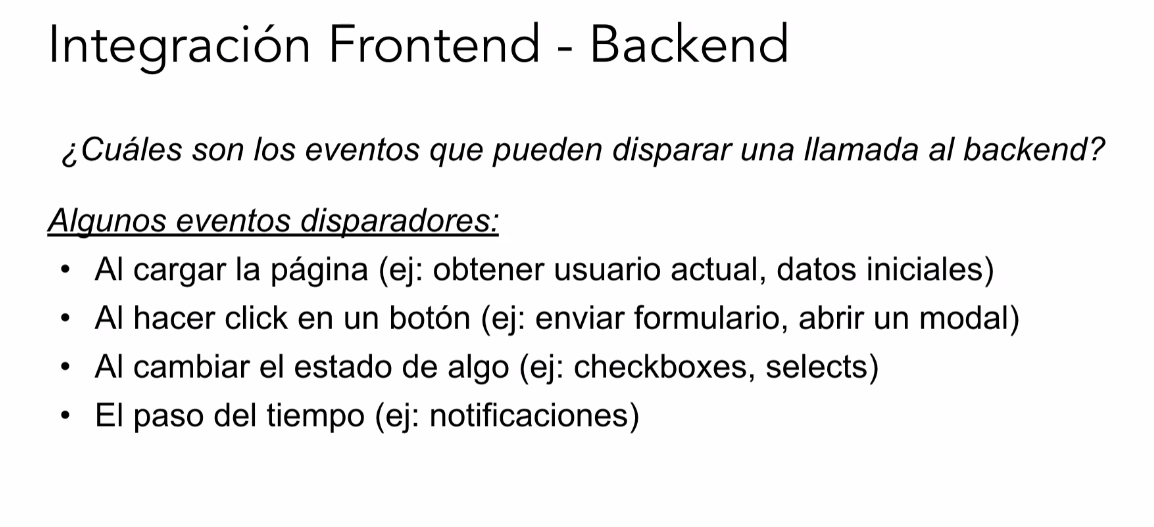 Integración Frontend - Backend
¿Cuáles son los eventos que pueden disparar una llamada al backend?
Algunos eventos disparadores:
• Al cargar la página (ej: obtener usuario actual, datos iniciales)
• Al hacer click en un botón (ej: enviar formulario, abrir un modal)
• Al cambiar el estado de algo (ej: checkboxes, selects)
• El paso del tiempo (ej: notificaciones)